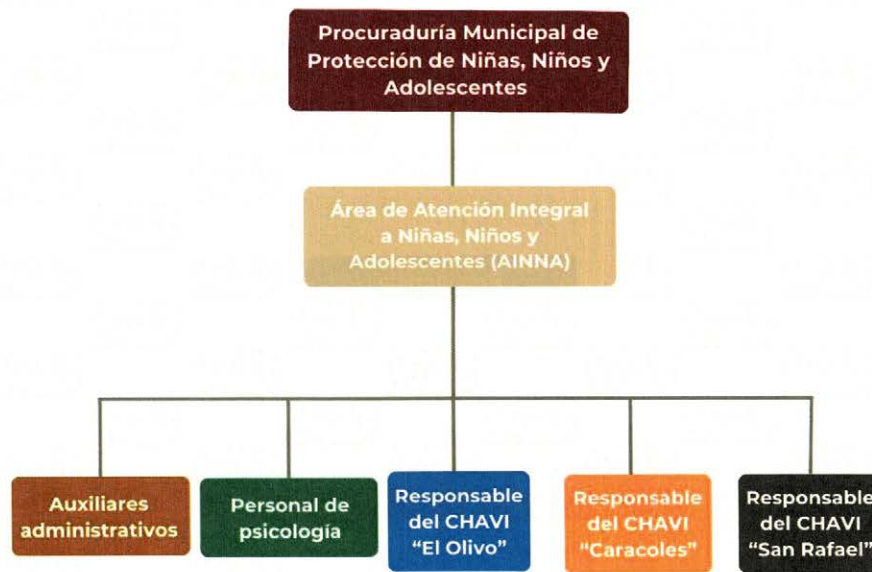 Procuraduría Municipal de
Protección de Niñas, Niños y
Adolescentes
Área de Atención Integral
a Niñas, Niños y
Adolescentes (AINNA)
Auxiliares
administrativos
Personal de
psicología
Responsable
del CHAVI
“El Olivo”
Responsable
del CHAVI
“Caracoles”
Responsable
del CHAVI
“San Rafael”